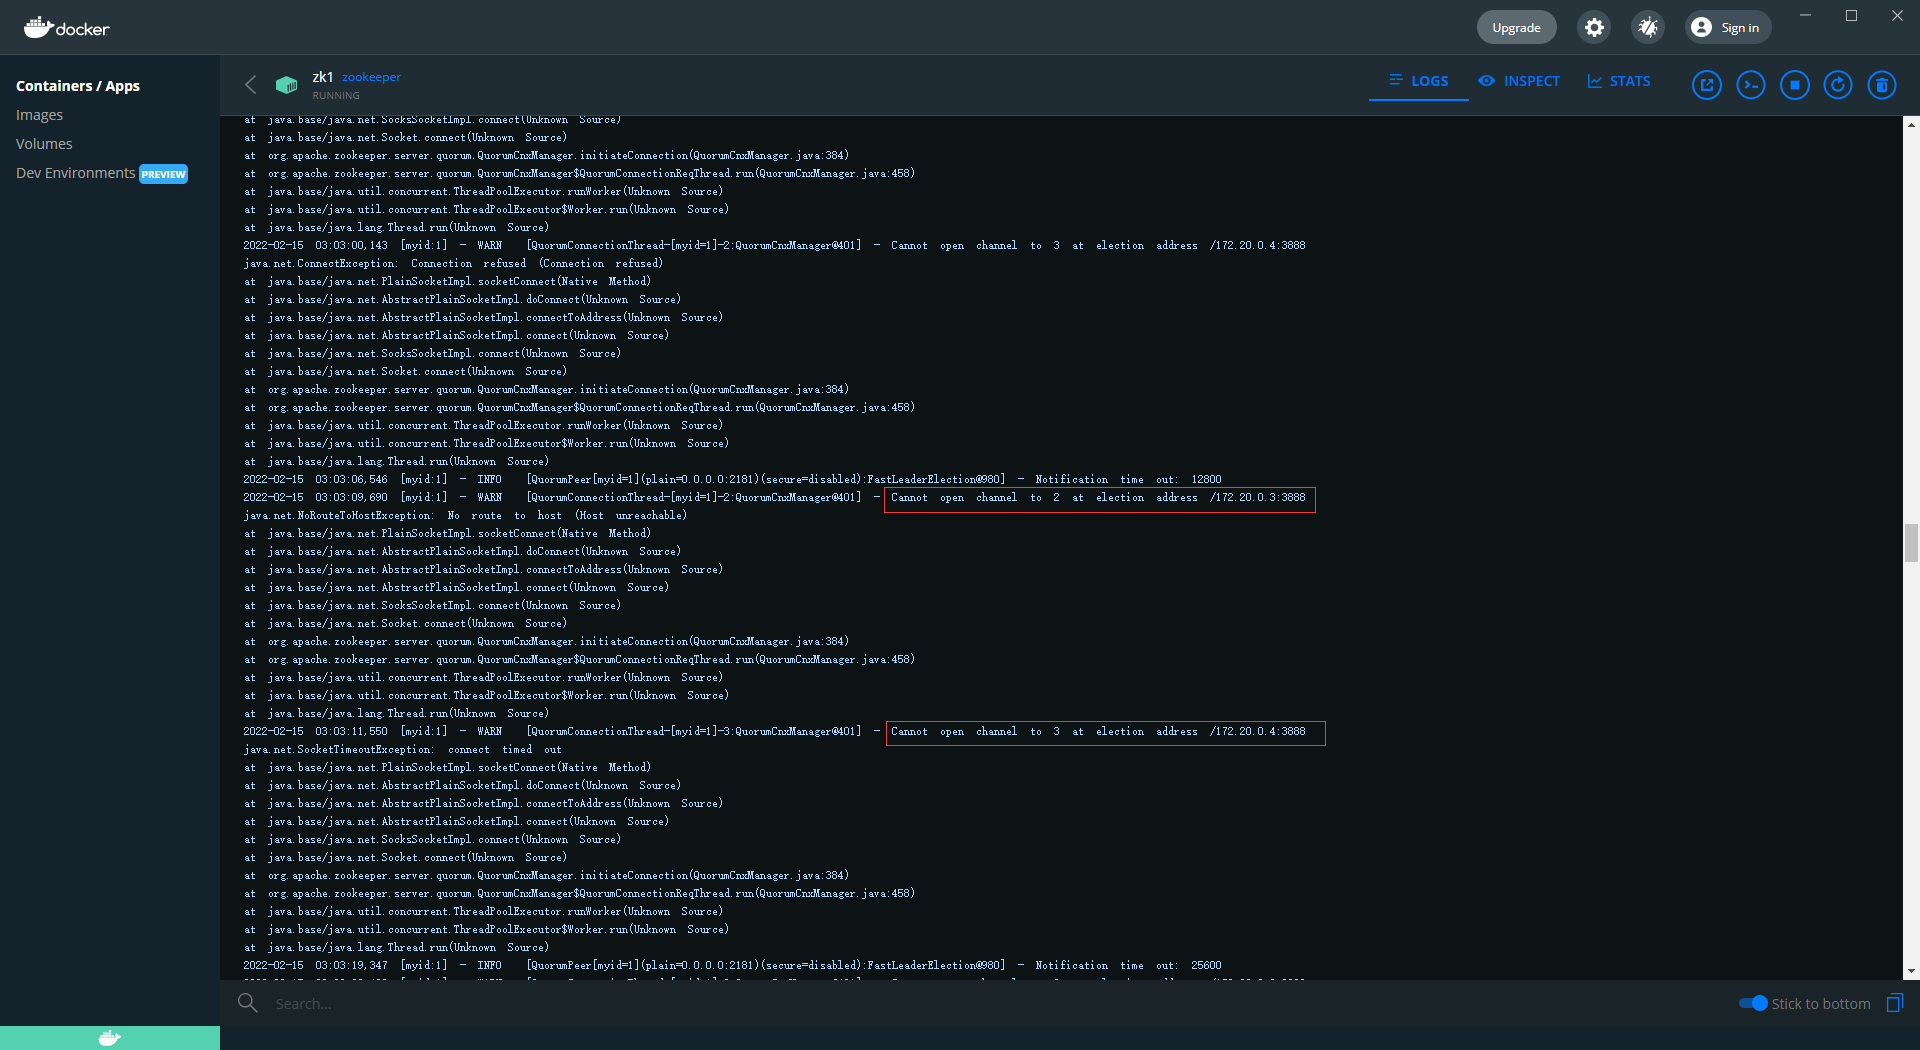 docker
Upgrade
Sign in
Containers / Apps
Images
Volumes
Dev Environments PREVIEW
zk1 zookeeper
RUNNING
LOGS
INSPECT
STATS
at java.base/java.net.SocksSocketImpl.connect(Unknown Source)
at java.base/java.net.Socket.connect(Unknown Source)
at org.apache.zookeeper.server.quorum.QuorumCnxManager.initiateConnection(QuorumCnxManager.java:384)
at org.apache.zookeeper.server.quorum.QuorumCnxManager$QuorumConnectionReqThread.run(QuorumCnxManager.java:458)
at java.base/java.util.concurrent.ThreadPoolExecutor.runWorker(Unknown Source)
at java.base/java.util.concurrent.ThreadPoolExecutor$Worker.run(Unknown Source)
at java.base/java.lang.Thread.run(Unknown Source)
2022-02-15 03:03:00,143 [myid:1] - WARN [QuorumConnectionThread-[myid=1]-2:QuorumCnxManager@401] - Cannot open channel to 3 at election address /172.20.0.4:3888
java.net.ConnectException: Connection refused (Connection refused)
at java.base/java.net.PlainSocketImpl.socketConnect(Native Method)
at java.base/java.net.AbstractPlainSocketImpl.doConnect(Unknown Source)
at java.base/java.net.AbstractPlainSocketImpl.connectToAddress(Unknown Source)
at java.base/java.net.AbstractPlainSocketImpl.connect(Unknown Source)
at java.base/java.net.SocksSocketImpl.connect(Unknown Source)
at java.base/java.net.Socket.connect(Unknown Source)
at org.apache.zookeeper.server.quorum.QuorumCnxManager.initiateConnection(QuorumCnxManager.java:384)
at org.apache.zookeeper.server.quorum.QuorumCnxManager$QuorumConnectionReqThread.run(QuorumCnxManager.java:458)
at java.base/java.util.concurrent.ThreadPoolExecutor.runWorker(Unknown Source)
at java.base/java.util.concurrent.ThreadPoolExecutor$Worker.run(Unknown Source)
at java.base/java.lang.Thread.run(Unknown Source)
2022-02-15 03:03:06,546 [myid:1] - INFO [QuorumPeer[myid=1](plain=0.0.0.0:2181)(secure=disabled):FastLeaderElection@980] - Notification time out: 12800
2022-02-15 03:03:09,690 [myid:1] - WARN [QuorumConnectionThread-[myid=1]-2:QuorumCnxManager@401] - Cannot open channel to 2 at election address /172.20.0.3:3888
java.net.NoRouteToHostException: No route to host (Host unreachable)
at java.base/java.net.PlainSocketImpl.socketConnect(Native Method)
at java.base/java.net.AbstractPlainSocketImpl.doConnect(Unknown Source)
at java.base/java.net.AbstractPlainSocketImpl.connectToAddress(Unknown Source)
at java.base/java.net.AbstractPlainSocketImpl.connect(Unknown Source)
at java.base/java.net.SocksSocketImpl.connect(Unknown Source)
at java.base/java.net.Socket.connect(Unknown Source)
at org.apache.zookeeper.server.quorum.QuorumCnxManager.initiateConnection(QuorumCnxManager.java:384)
at org.apache.zookeeper.server.quorum.QuorumCnxManager$QuorumConnectionReqThread.run(QuorumCnxManager.java:458)
at java.base/java.util.concurrent.ThreadPoolExecutor.runWorker(Unknown Source)
at java.base/java.util.concurrent.ThreadPoolExecutor$Worker.run(Unknown Source)
at java.base/java.lang.Thread.run(Unknown Source)
2022-02-15 03:03:11,550 [myid:1] - WARN [QuorumConnectionThread-[myid=1]-3:QuorumCnxManager@401] - Cannot open channel to 3 at election address /172.20.0.4:3888
java.net.SocketTimeoutException: connect timed out
at java.base/java.net.PlainSocketImpl.socketConnect(Native Method)
at java.base/java.net.AbstractPlainSocketImpl.doConnect(Unknown Source)
at java.base/java.net.AbstractPlainSocketImpl.connectToAddress(Unknown Source)
at java.base/java.net.AbstractPlainSocketImpl.connect(Unknown Source)
at java.base/java.net.SocksSocketImpl.connect(Unknown Source)
at java.base/java.net.Socket.connect(Unknown Source)
at org.apache.zookeeper.server.quorum.QuorumCnxManager.initiateConnection(QuorumCnxManager.java:384)
at org.apache.zookeeper.server.quorum.QuorumCnxManager$QuorumConnectionReqThread.run(QuorumCnxManager.java:458)
at java.base/java.util.concurrent.ThreadPoolExecutor.runWorker(Unknown Source)
at java.base/java.util.concurrent.ThreadPoolExecutor$Worker.run(Unknown Source)
at java.base/java.lang.Thread.run(Unknown Source)
2022-02-15 03:03:19,347 [myid:1] - INFO [QuorumPeer[myid=1](plain=0.0.0.0:2181)(secure=disabled):FastLeaderElection@980] - Notification time out: 25600
Search...
Stick to bottom